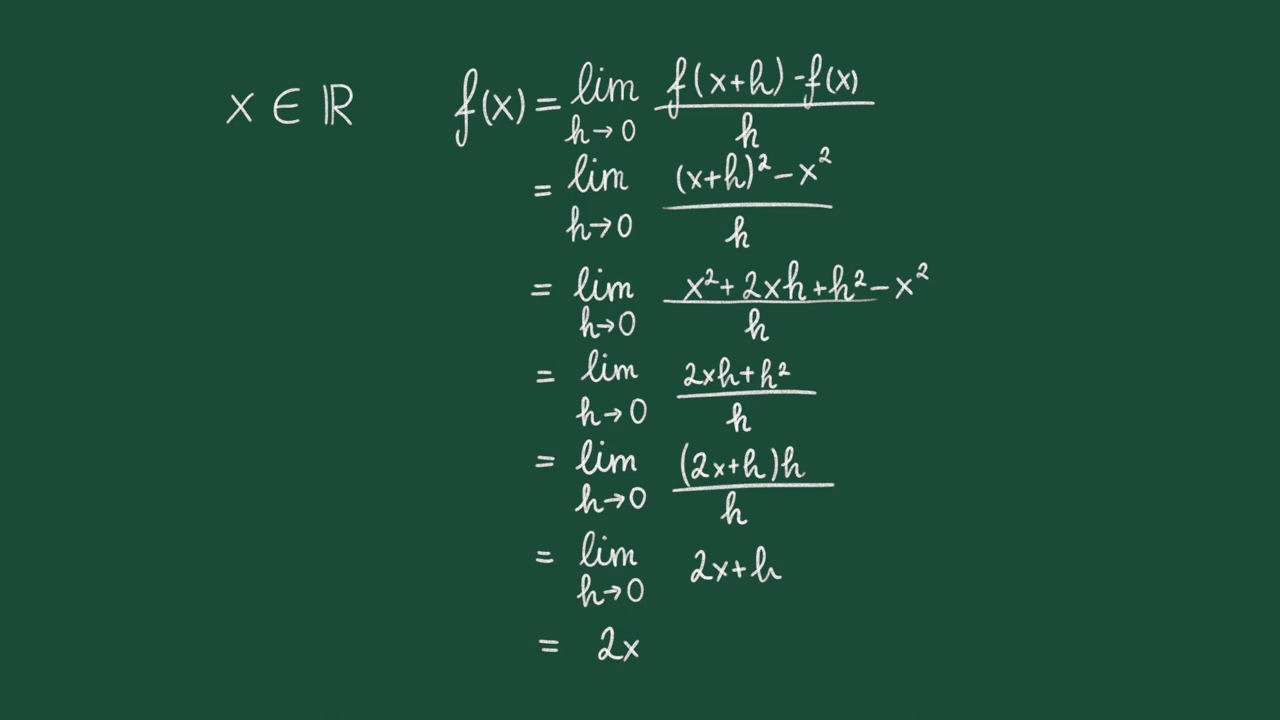 x ∈ ℝ f(x) = lim h→0 f(x+h) - f(x) / h
= lim h→0 (x+h)² - x² / h
= lim h→0 x² + 2xh + h² - x² / h
= lim h→0 2xh + h² / h
= lim h→0 (2x+h)h / h
= lim h→0 2x+h
= 2x